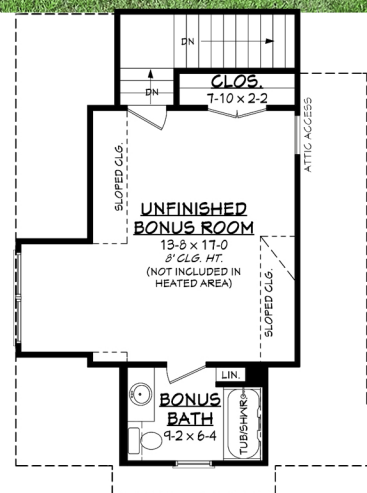 DN
DN
CLOS.
7-10 x 2-2
ATTIC ACCESS
SLOPED CLG.
UNFINISHED
BONUS ROOM
13-8 x 17-0
8' CLG. HT.
(NOT INCLUDED IN
HEATED AREA)
SLOPED CLG.
LIN.
BONUS
BATH
9-2 x 6-4
TUB/SHWR